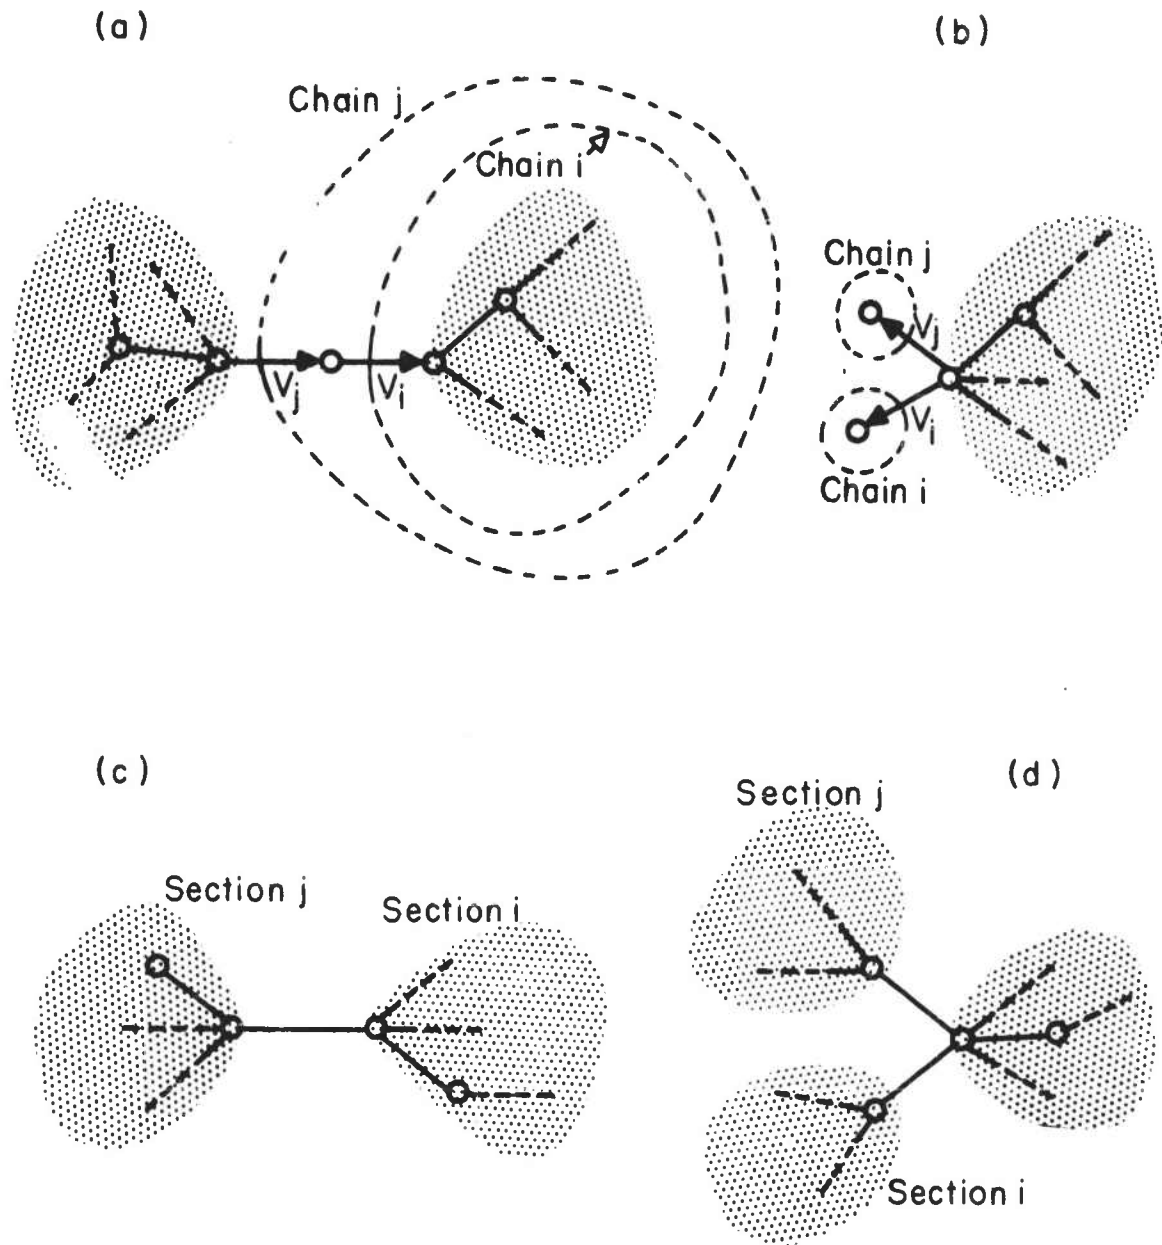 (a)
(b)
Chain j
Chain i
Vj
Vi
Chain j
Vj
Vi
Chain i
(c)
(d)
Section j
Section j
Section i
Section i